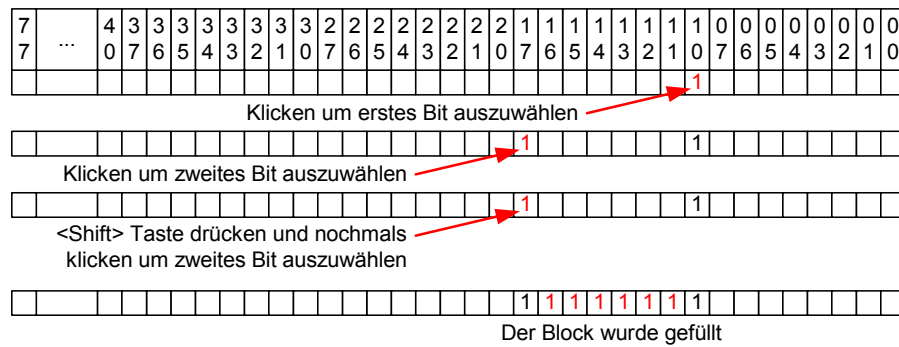 7 ... 4 3 3 3 3 3 3 3 3 2 2 2 2 2 2 2 2 1 1 1 1 1 1 1 1 0 0 0 0 0 0 0 0
7 0 7 6 5 4 3 2 1 0 7 6 5 4 3 2 1 0 7 6 5 4 3 2 1 0 7 6 5 4 3 2 1 0
1
Klicken um erstes Bit auszuwählen
1 1
Klicken um zweites Bit auszuwählen
1 1
<Shift> Taste drücken und nochmals
klicken um zweites Bit auszuwählen
1 1 1 1 1 1 1 1
Der Block wurde gefüllt